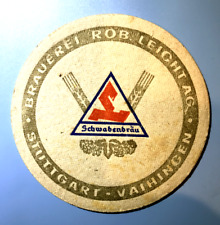 · BRAUEREI ROB. LEICHT AG. ·
Schwabenbräu
STUTTGART - VAIHINGEN